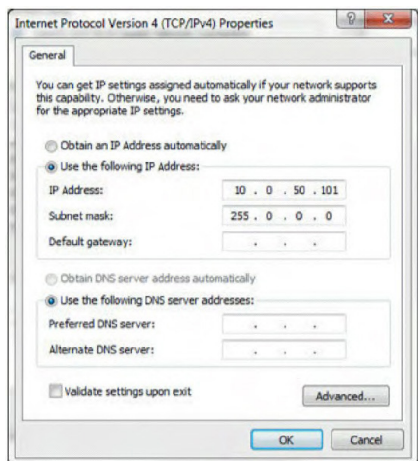 Internet Protocol Version 4 (TCP/IPv4) Properties
General
You can get IP settings assigned automatically if your network supports
this capability. Otherwise, you need to ask your network administrator
for the appropriate IP settings.
Obtain an IP Address automatically
Use the following IP Address:
IP Address: 10 . 0 . 50 . 101
Subnet mask: 255 . 0 . 0 . 0
Default gateway: . . .
Obtain DNS server address automatically
Use the following DNS server addresses:
Preferred DNS server: . . .
Alternate DNS server: . . .
Validate settings upon exit
Advanced...
OK Cancel